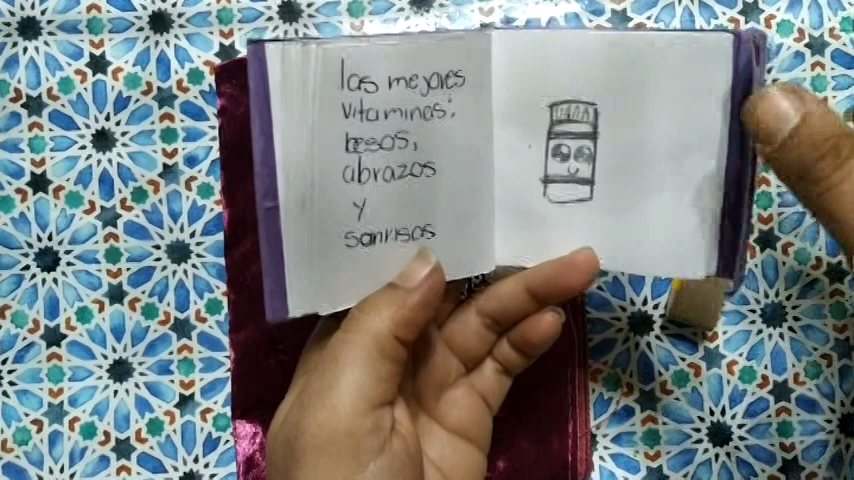 las mejores
vitaminas:
besos,
abrazos
y
sonrisas